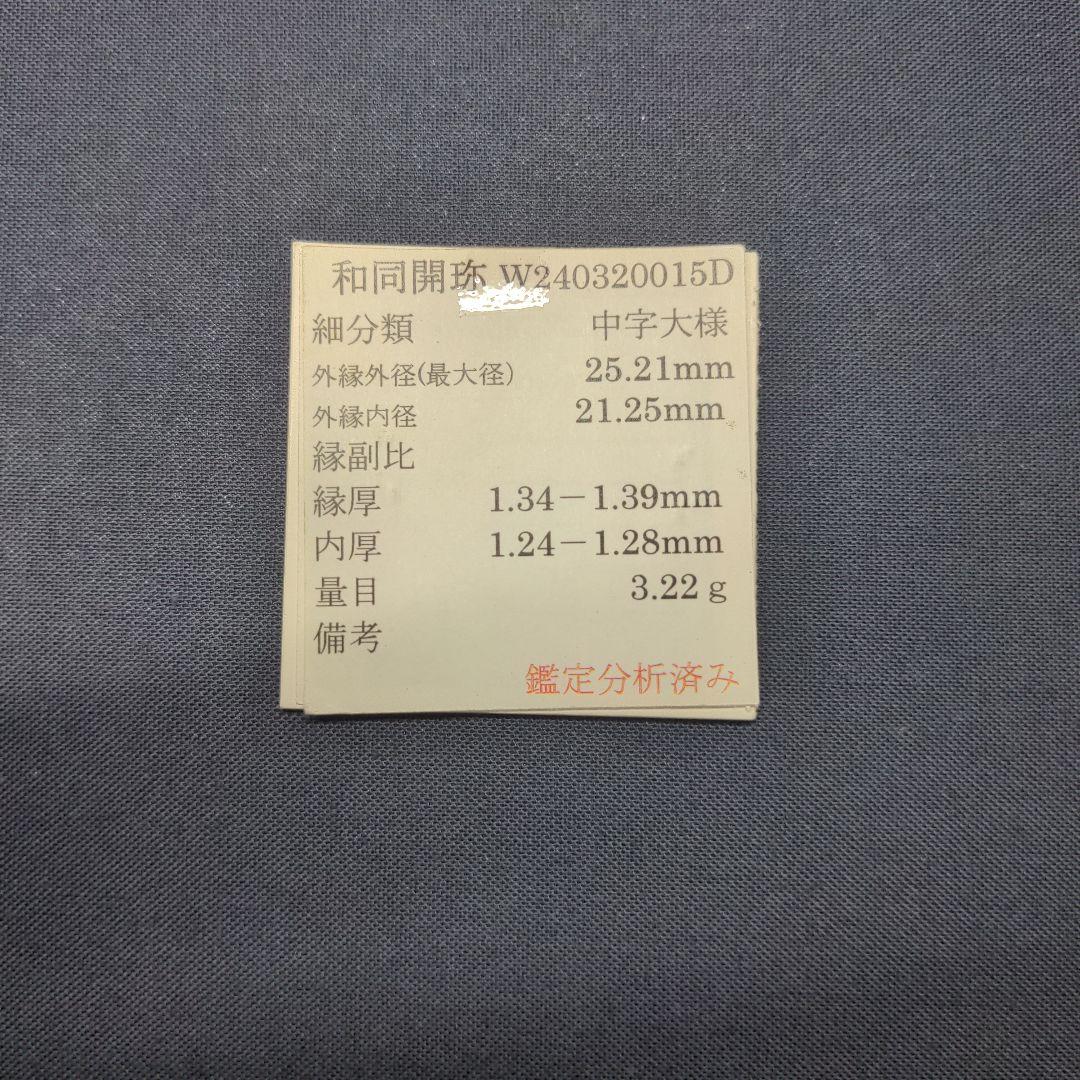 和同開珎 W240320015D
細分類 中字大様
外縁外径(最大径) 25.21mm
外縁内径 21.25mm
縁副比
縁厚 1.34－1.39mm
内厚 1.24－1.28mm
量目 3.22 g
備考
鑑定分析済み